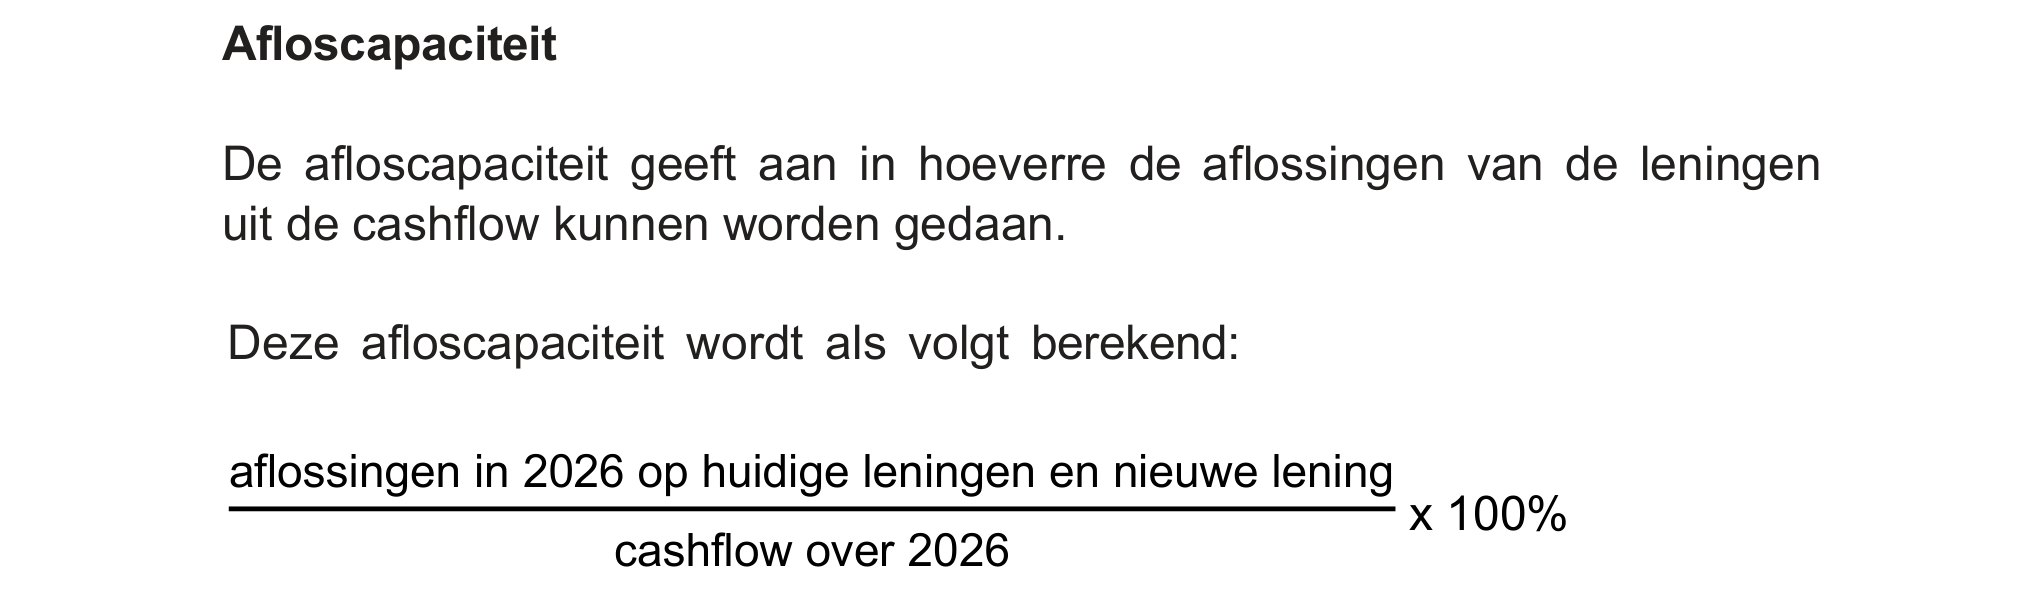 Afloscapaciteit
De afloscapaciteit geeft aan in hoeverre de aflossingen van de leningen
uit de cashflow kunnen worden gedaan.
Deze afloscapaciteit wordt als volgt berekend:
aflossingen in 2026 op huidige leningen en nieuwe lening
x 100%
cashflow over 2026